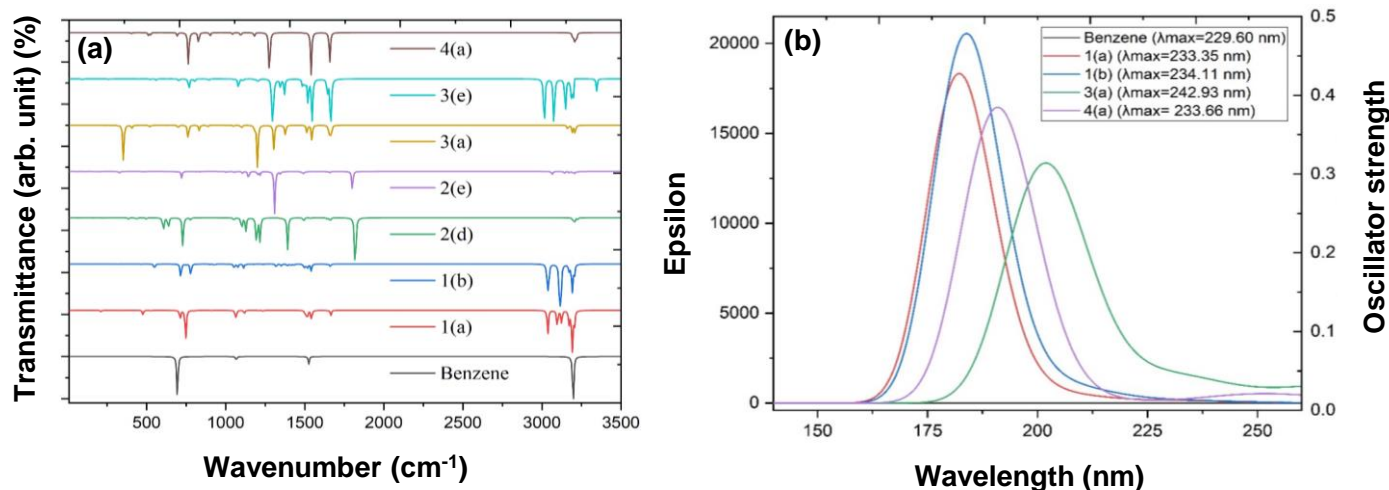 (a)
4(a)
3(e)
3(a)
2(e)
2(d)
1(b)
1(a)
Benzene
Transmittance (arb. unit) (%)
500 1000 1500 2000 2500 3000 3500
Wavenumber (cm-1)
(b)
Benzene (λmax=229.60 nm)
1(a) (λmax=233.35 nm)
1(b) (λmax=234.11 nm)
3(a) (λmax=242.93 nm)
4(a) (λmax= 233.66 nm)
Epsilon
20000
15000
10000
5000
0
0.5
0.4
0.3
0.2
0.1
0.0
Oscillator strength
150 175 200 225 250
Wavelength (nm)